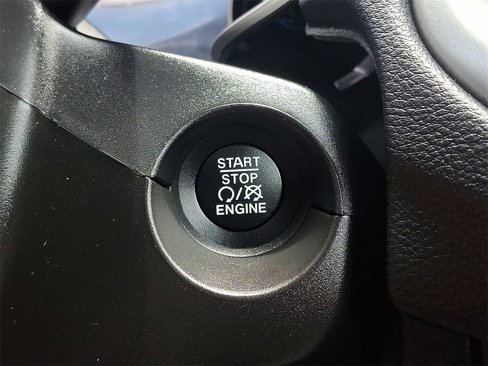 START
STOP
/
ENGINE